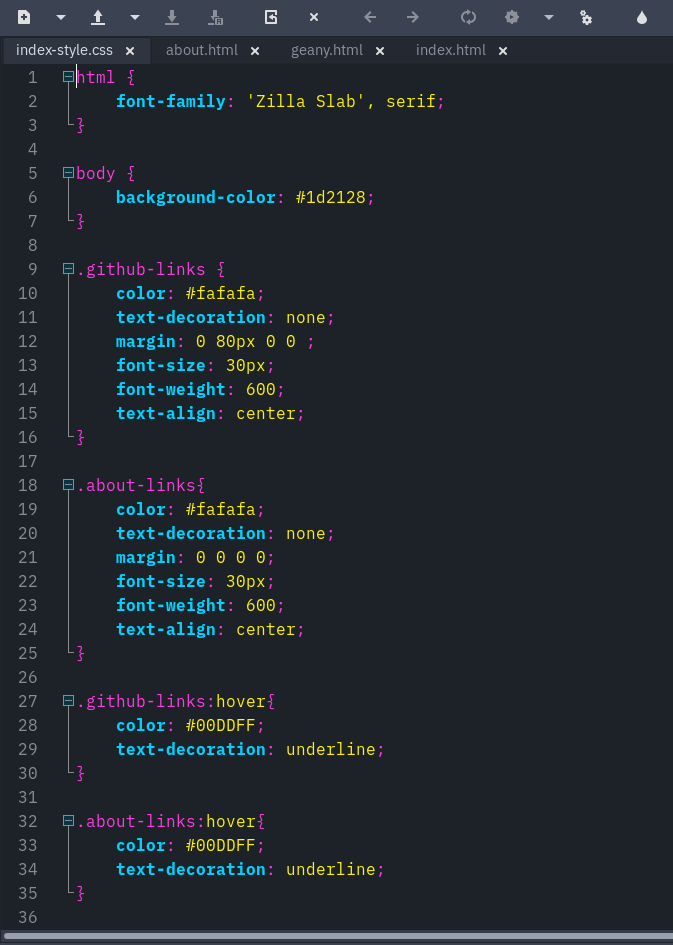 index-style.css about.html geany.html index.html
1 html {
2 font-family: 'Zilla Slab', serif;
3 }
4
5 body {
6 background-color: #1d2128;
7 }
8
9 .github-links {
10 color: #fafafa;
11 text-decoration: none;
12 margin: 0 80px 0 0 ;
13 font-size: 30px;
14 font-weight: 600;
15 text-align: center;
16 }
17
18 .about-links{
19 color: #fafafa;
20 text-decoration: none;
21 margin: 0 0 0 0;
22 font-size: 30px;
23 font-weight: 600;
24 text-align: center;
25 }
26
27 .github-links:hover{
28 color: #00DDFF;
29 text-decoration: underline;
30 }
31
32 .about-links:hover{
33 color: #00DDFF;
34 text-decoration: underline;
35 }
36